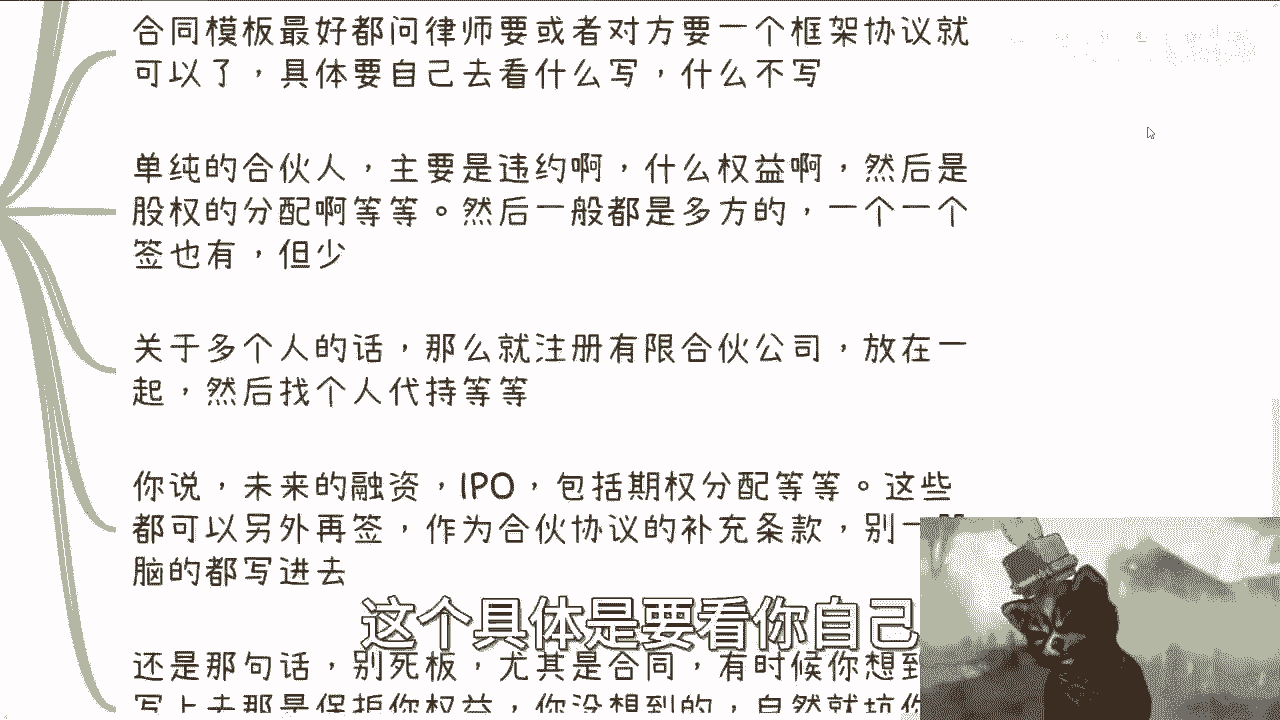 合同模板最好都问律师要或者对方要一个框架协议就
可以了，具体要自己去看什么写，什么不写
单纯的合伙人，主要是违约啊，什么权益啊，然后是
股权的分配啊等等。然后一般都是多方的，一个一个
签也有，但少
关于多个人的话，那么就注册有限合伙公司，放在一
起，然后找个人代持等等
你说，未来的融资，IPO，包括期权分配等等。这些
都可以另外再签，作为合伙协议的补充条款，别一
脑的都写进去
这个具体是要看你自己
还是那句话，别死板，尤其是合同，有时候你想到
写上去那是保护你权益，你没想到的，自然就坑你